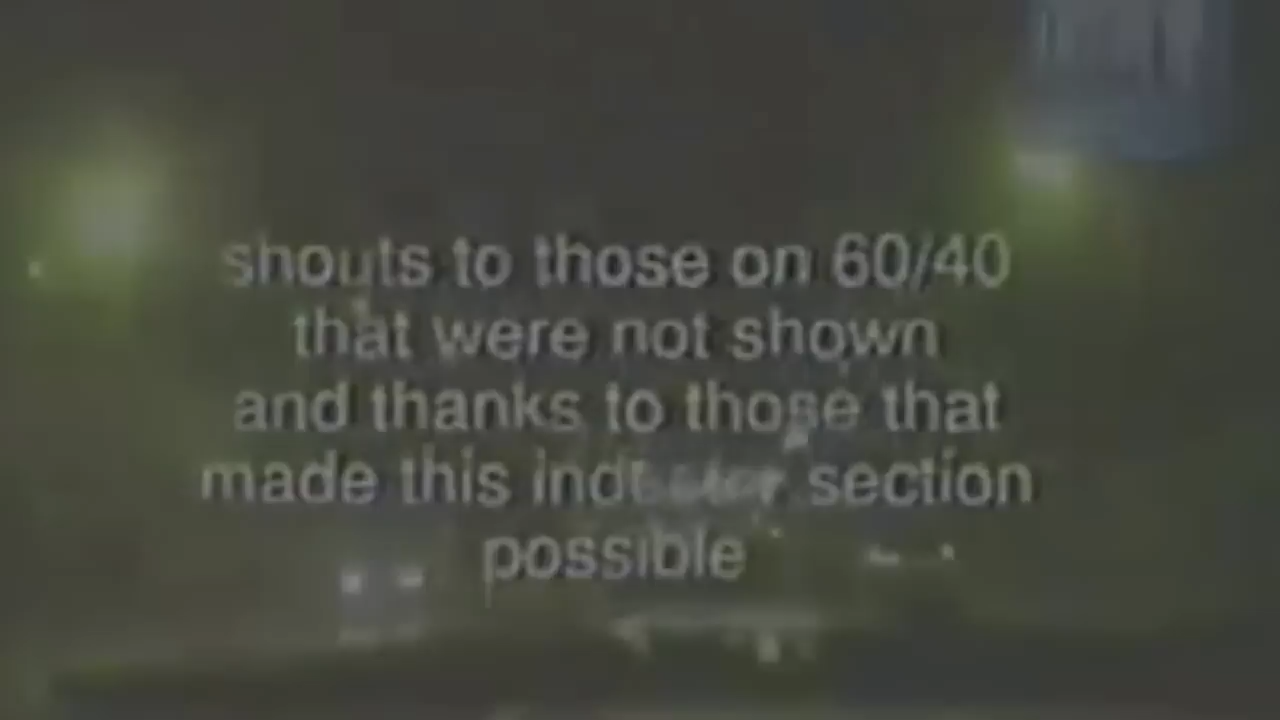 shouts to those on 60/40
that were not shown
and thanks to those that
made this section
possible